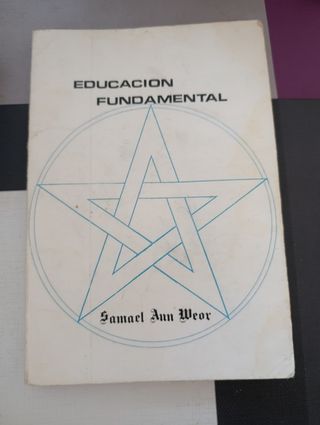 EDUCACION
FUNDAMENTAL
Samael Aun Weor